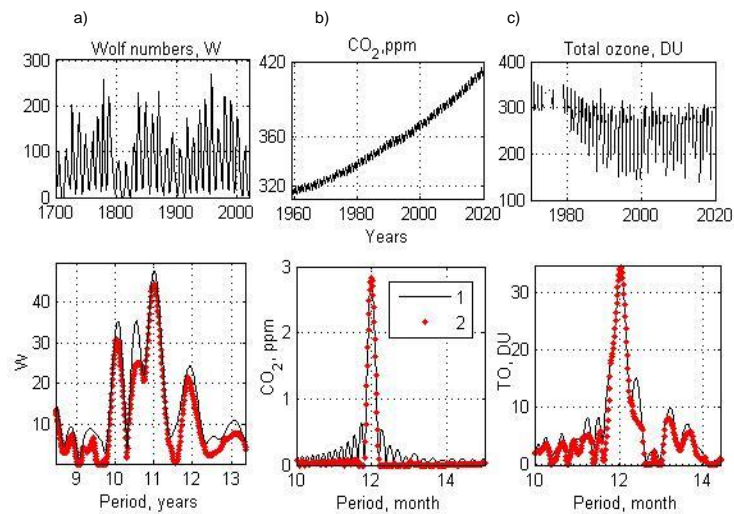 a)
b)
c)
Wolf numbers, W
CO2,ppm
Total ozone, DU
300
200
100
0
1700 1800 1900 2000
420
360
320
1960 1980 2000 2020
Years
400
300
200
100
1980 2000 2020
W
40
30
20
10
9 10 11 12 13
Period, years
CO2, ppm
3
2
1
0
10 12 14
Period, month
1
2
TO, DU
30
20
10
0
10 12 14
Period, month